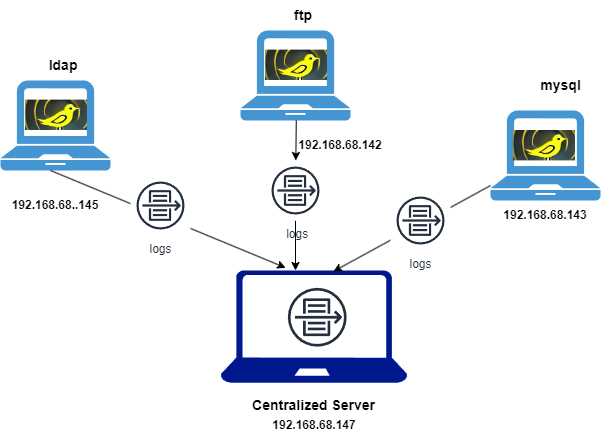 ftp
ldap
mysql
192.168.68.142
192.168.68..145
192.168.68.143
logs
logs
logs
Centralized Server
192.168.68.147